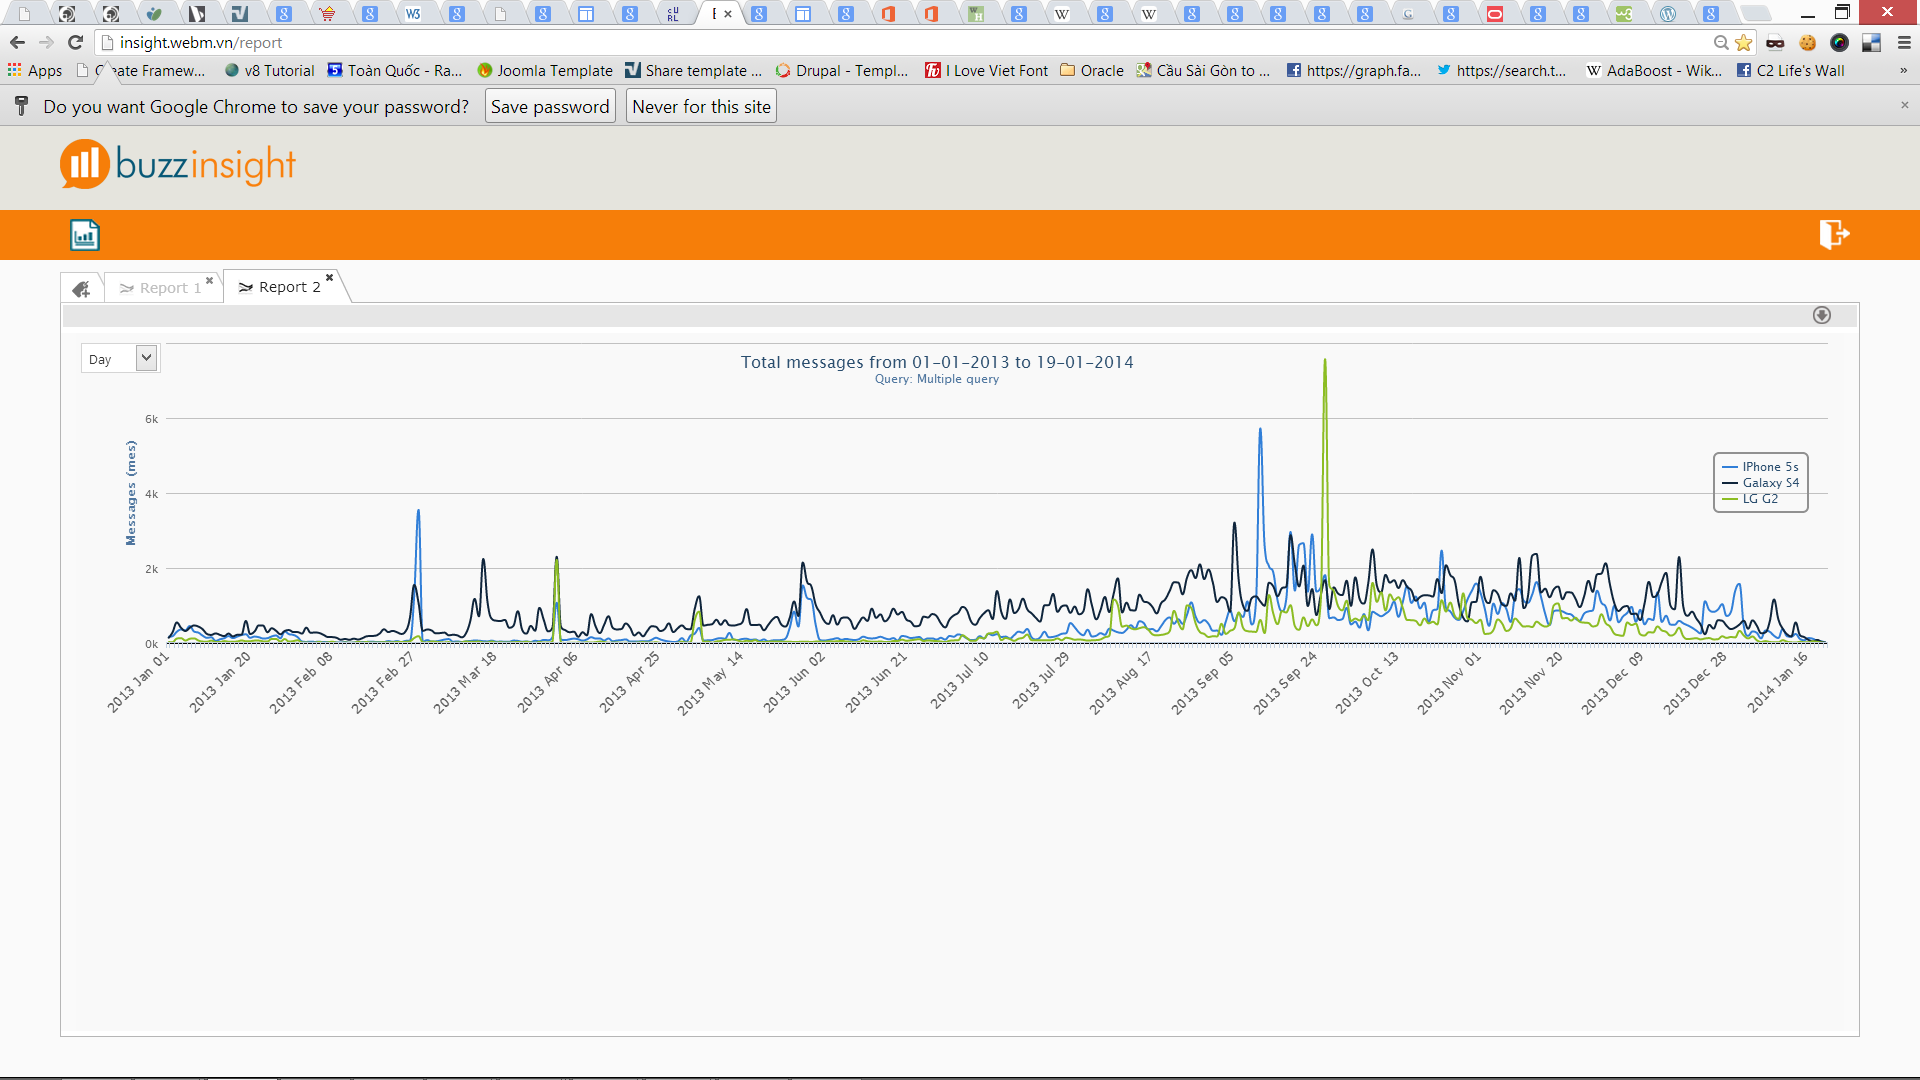 insight.webm.vn/report
Apps
Create Framew...
v8 Tutorial
Toàn Quốc - Ra...
Joomla Template
Share template ...
Drupal - Templ...
I Love Viet Font
Oracle
Cầu Sài Gòn to ...
https://graph.fa...
https://search.t...
AdaBoost - Wik...
C2 Life's Wall
»
Do you want Google Chrome to save your password?
Save password
Never for this site
buzzinsight
Report 1
Report 2
Day
Total messages from 01-01-2013 to 19-01-2014
Query: Multiple query
Messages (mes)
6k
4k
2k
0k
IPhone 5s
Galaxy S4
LG G2
2013 Jan 01
2013 Jan 20
2013 Feb 08
2013 Feb 27
2013 Mar 18
2013 Apr 06
2013 Apr 25
2013 May 14
2013 Jun 02
2013 Jun 21
2013 Jul 10
2013 Jul 29
2013 Aug 17
2013 Sep 05
2013 Sep 24
2013 Oct 13
2013 Nov 01
2013 Nov 20
2013 Dec 09
2013 Dec 28
2014 Jan 16